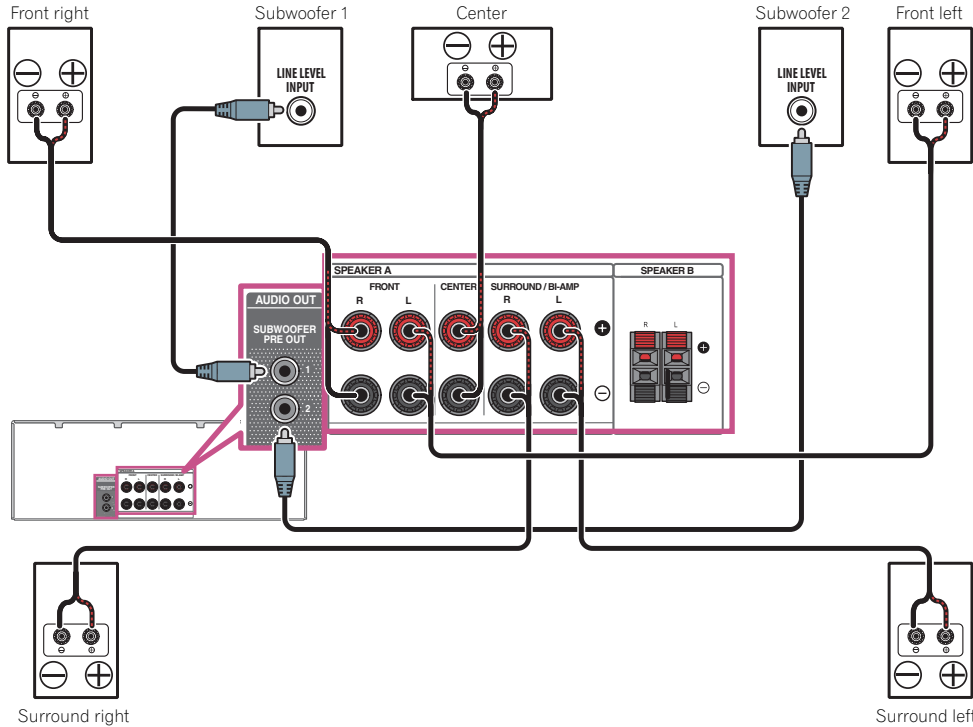 Front right
Subwoofer 1
Center
Subwoofer 2
Front left
LINE LEVEL
INPUT
LINE LEVEL
INPUT
SPEAKER A
SPEAKER B
FRONT
CENTER
SURROUND / BI-AMP
R
L
R
L
R
L
AUDIO OUT
SUBWOOFER
PRE OUT
1
2
Surround right
Surround left